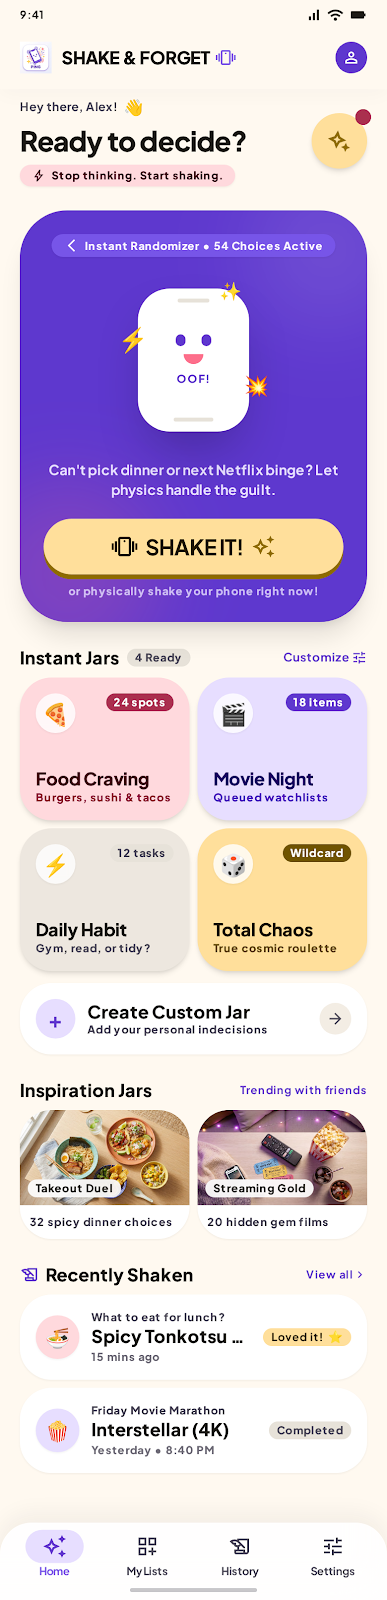 9:41
PING
SHAKE & FORGET
Hey there, Alex! 👋
Ready to decide?
Stop thinking. Start shaking.
Instant Randomizer • 54 Choices Active
OOF!
Can't pick dinner or next Netflix binge? Let
physics handle the guilt.
SHAKE IT!
or physically shake your phone right now!
Instant Jars
4 Ready
Customize
24 spots
Food Craving
Burgers, sushi & tacos
18 items
Movie Night
Queued watchlists
12 tasks
Daily Habit
Gym, read, or tidy?
Wildcard
Total Chaos
True cosmic roulette
+
Create Custom Jar
Add your personal indecisions
Inspiration Jars
Trending with friends
Takeout Duel
32 spicy dinner choices
Streaming Gold
20 hidden gem films
Recently Shaken
View all
What to eat for lunch?
Spicy Tonkotsu ...
15 mins ago
Loved it! ⭐
Friday Movie Marathon
Interstellar (4K)
Yesterday • 8:40 PM
Completed
Home
My Lists
History
Settings